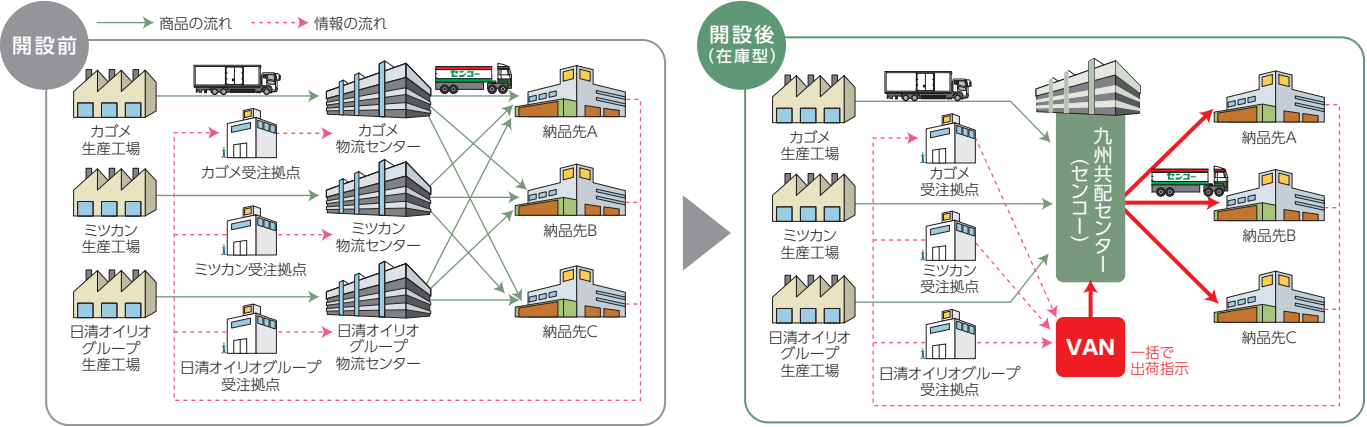 開設前
商品の流れ
情報の流れ
センコー
カゴメ
生産工場
カゴメ受注拠点
カゴメ
物流センター
納品先A
ミツカン
生産工場
ミツカン受注拠点
ミツカン
物流センター
納品先B
日清オイリオ
グループ
生産工場
日清オイリオグループ
受注拠点
日清オイリオ
グループ
物流センター
納品先C
開設後
(在庫型)
カゴメ
生産工場
カゴメ
受注拠点
九州共配センター
(センコー)
納品先A
センコー
ミツカン
生産工場
ミツカン
受注拠点
納品先B
日清オイリオ
グループ
生産工場
日清オイリオグループ
受注拠点
VAN
一括で
出荷指示
納品先C